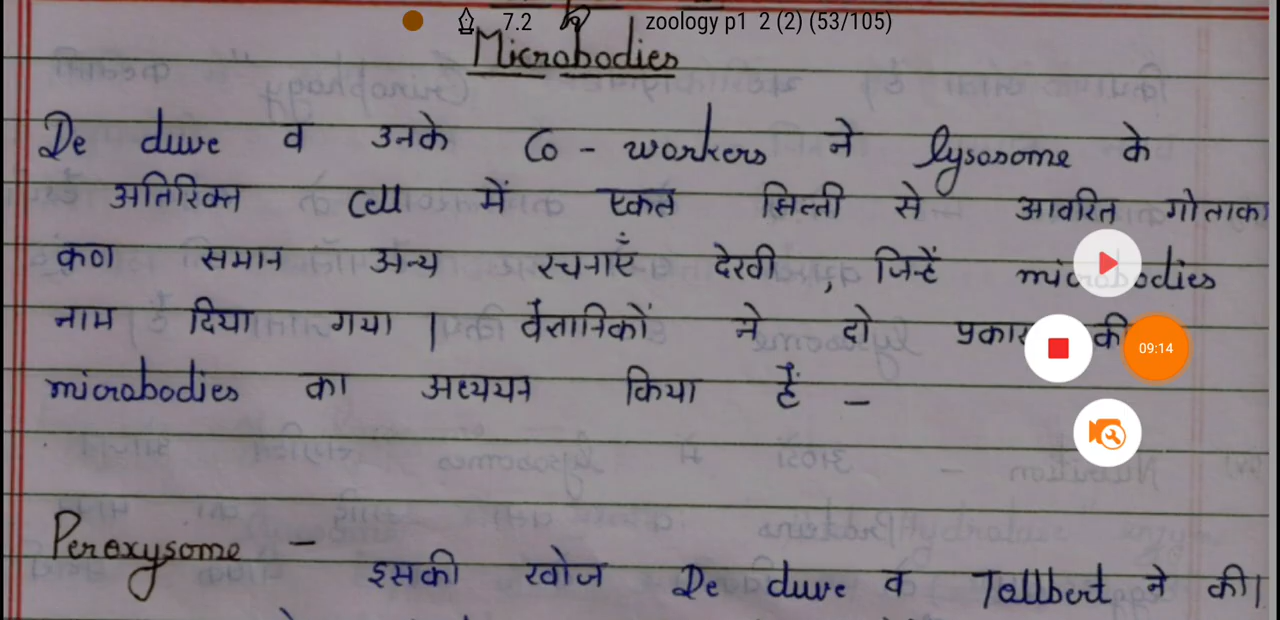 7.2 zoology p1 2 (2) (53/105)
Microbodies
De duve व उनके Co - workers ने lysosome के
अतिरिक्त Cell में एकल झिल्ली से आवरित गोलाका
कण समान अन्य रचनाएँ देखी, जिन्हें microbodies
नाम दिया गया | वैज्ञानिकों ने दो प्रकार की
09:14
microbodies का अध्ययन किया हैं –
Peroxysome –
इसकी खोज De duve व Tallbert ने की।